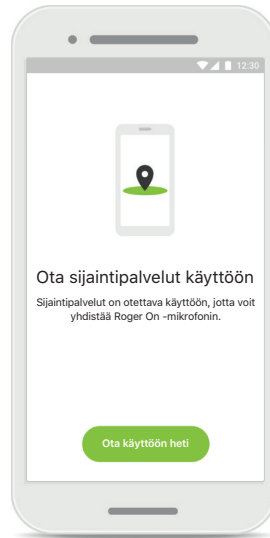 12:30
Ota sijaintipalvelut käyttöön
Sijaintipalvelut on otettava käyttöön, jotta voit
yhdistää Roger On -mikrofonin.
Ota käyttöön heti